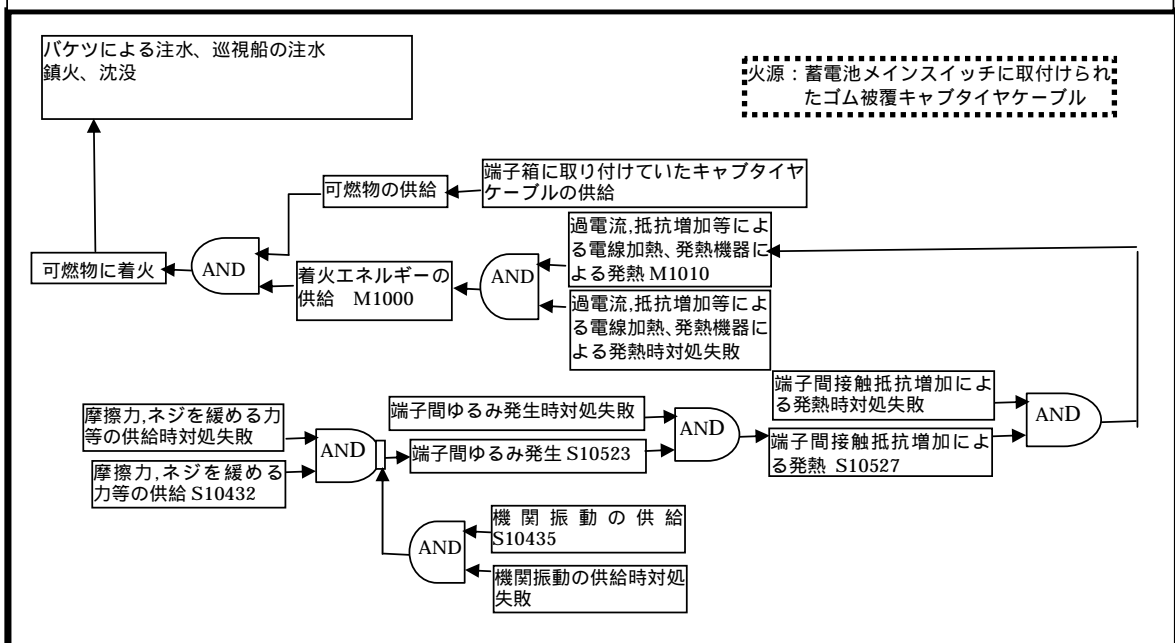 バケツによる注水、巡視船の注水
鎮火、沈没
火源：蓄電池メインスイッチに取付けられ
たゴム被覆キャブタイヤケーブル
端子箱に取り付けていたキャブタイヤ
ケーブルの供給
可燃物の供給
過電流,抵抗増加等によ
る電線加熱、発熱機器に
よる発熱 M1010
可燃物に着火
AND
着火エネルギーの
供給 M1000
AND
過電流,抵抗増加等によ
る電線加熱、発熱機器に
よる発熱時対処失敗
端子間接触抵抗増加によ
る発熱時対処失敗
摩擦力,ネジを緩める力
等の供給時対処失敗
端子間ゆるみ発生時対処失敗
AND
AND
AND
端子間ゆるみ発生 S10523
端子間接触抵抗増加によ
る発熱 S10527
摩擦力,ネジを緩める
力等の供給 S10432
機関振動の供給
S10435
AND
機関振動の供給時対処
失敗